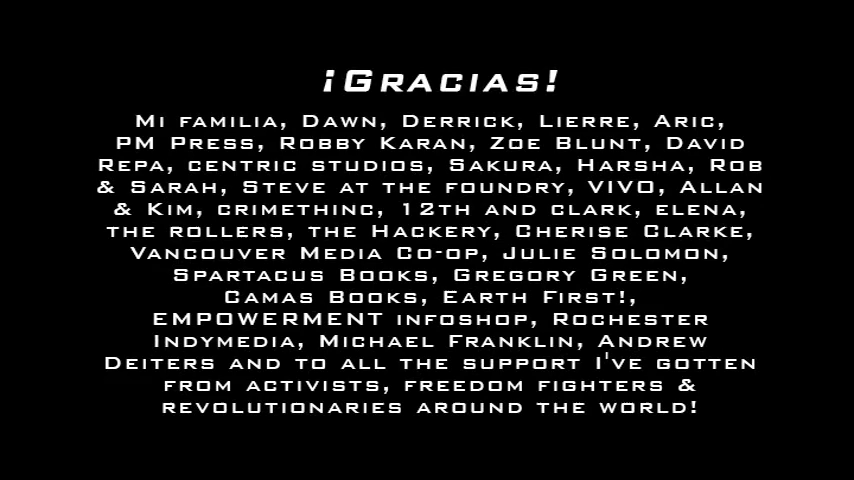 ¡Gracias!
Mi familia, Dawn, Derrick, Lierre, Aric,
PM Press, Robby Karan, Zoe Blunt, David
Repa, centric studios, Sakura, Harsha, Rob
& Sarah, Steve at the foundry, VIVO, Allan
& Kim, crimethinc, 12th and clark, elena,
the rollers, the Hackery, Cherise Clarke,
Vancouver Media Co-op, Julie Solomon,
Spartacus Books, Gregory Green,
Camas Books, Earth First!,
EMPOWERMENT infoshop, Rochester
Indymedia, Michael Franklin, Andrew
Deiters and to all the support I've gotten
from activists, freedom fighters &
revolutionaries around the world!